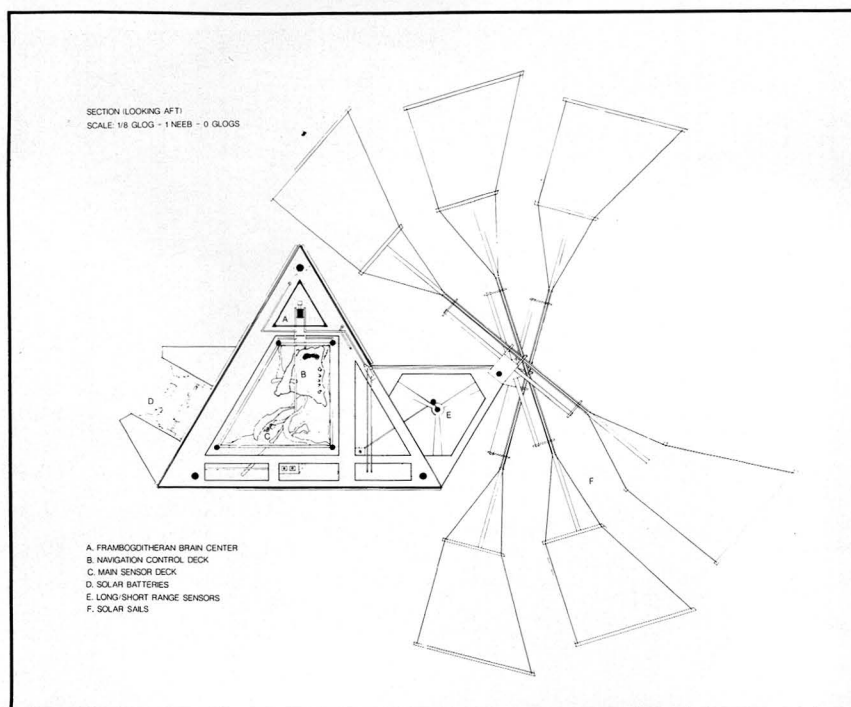 SECTION (LOOKING AFT)
SCALE: 1/8 GLOG - 1 NEEB - 0 GLOGS
A
B
C
D
E
F
A. FRAMBOGDITHERAN BRAIN CENTER
B. NAVIGATION CONTROL DECK
C. MAIN SENSOR DECK
D. SOLAR BATTERIES
E. LONG/SHORT RANGE SENSORS
F. SOLAR SAILS